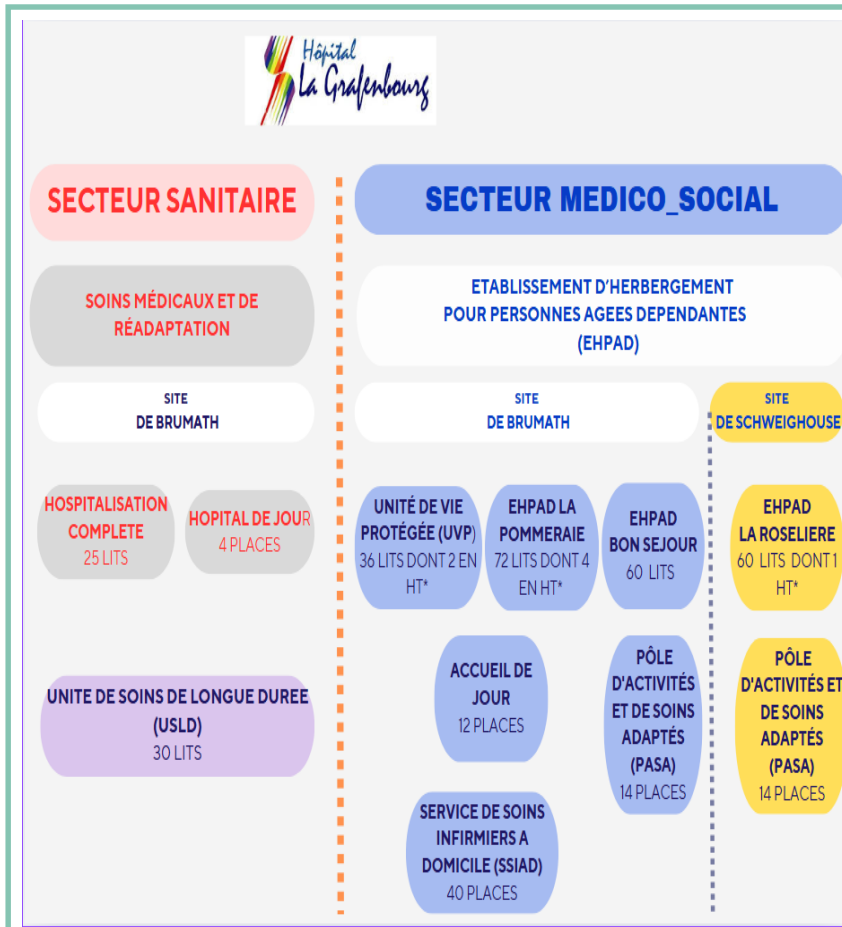 Hôpital
La Grafenbourg
SECTEUR SANITAIRE
SECTEUR MEDICO_SOCIAL
SOINS MÉDICAUX ET DE
RÉADAPTATION
ETABLISSEMENT D'HERBERGEMENT
POUR PERSONNES AGEES DEPENDANTES
(EHPAD)
SITE
DE BRUMATH
SITE
DE BRUMATH
SITE
DE SCHWEIGHOUSE
HOSPITALISATION
COMPLETE
25 LITS
HOPITAL DE JOUR
4 PLACES
UNITÉ DE VIE
PROTÉGÉE (UVP)
36 LITS DONT 2 EN
HT*
EHPAD LA
POMMERAIE
72 LITS DONT 4
EN HT*
EHPAD
BON SEJOUR
60 LITS
EHPAD
LA ROSELIERE
60 LITS DONT 1
HT*
UNITE DE SOINS DE LONGUE DUREE
(USLD)
30 LITS
ACCUEIL DE
JOUR
12 PLACES
PÔLE
D'ACTIVITÉS
ET DE SOINS
ADAPTÉS
(PASA)
14 PLACES
PÔLE
D'ACTIVITÉS ET
DE SOINS
ADAPTÉS
(PASA)
14 PLACES
SERVICE DE SOINS
INFIRMIERS A
DOMICILE (SSIAD)
40 PLACES